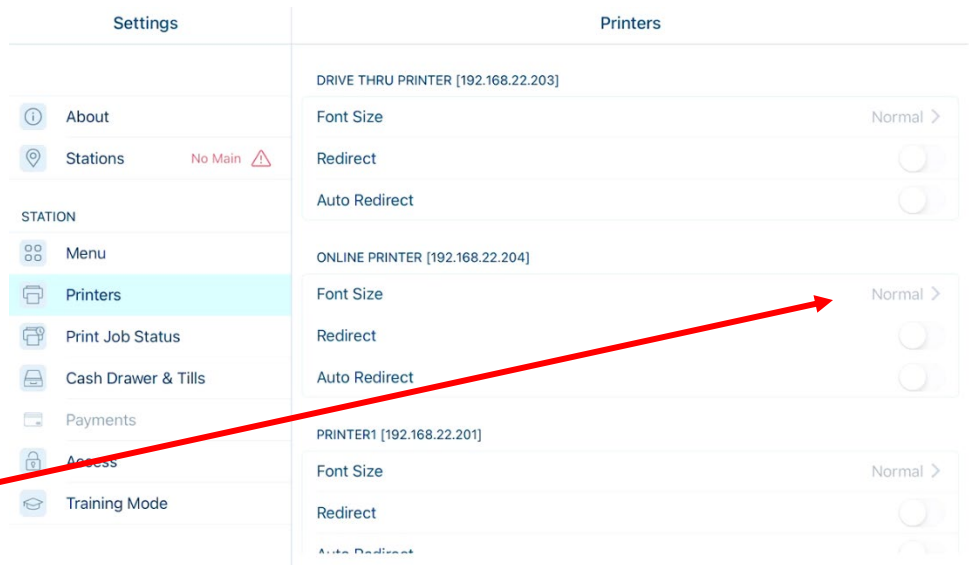 Settings
Printers
About
Stations No Main
STATION
Menu
Printers
Print Job Status
Cash Drawer & Tills
Payments
Access
Training Mode
DRIVE THRU PRINTER [192.168.22.203]
Font Size Normal
Redirect
Auto Redirect
ONLINE PRINTER [192.168.22.204]
Font Size Normal
Redirect
Auto Redirect
PRINTER1 [192.168.22.201]
Font Size Normal
Redirect
Auto Redirect